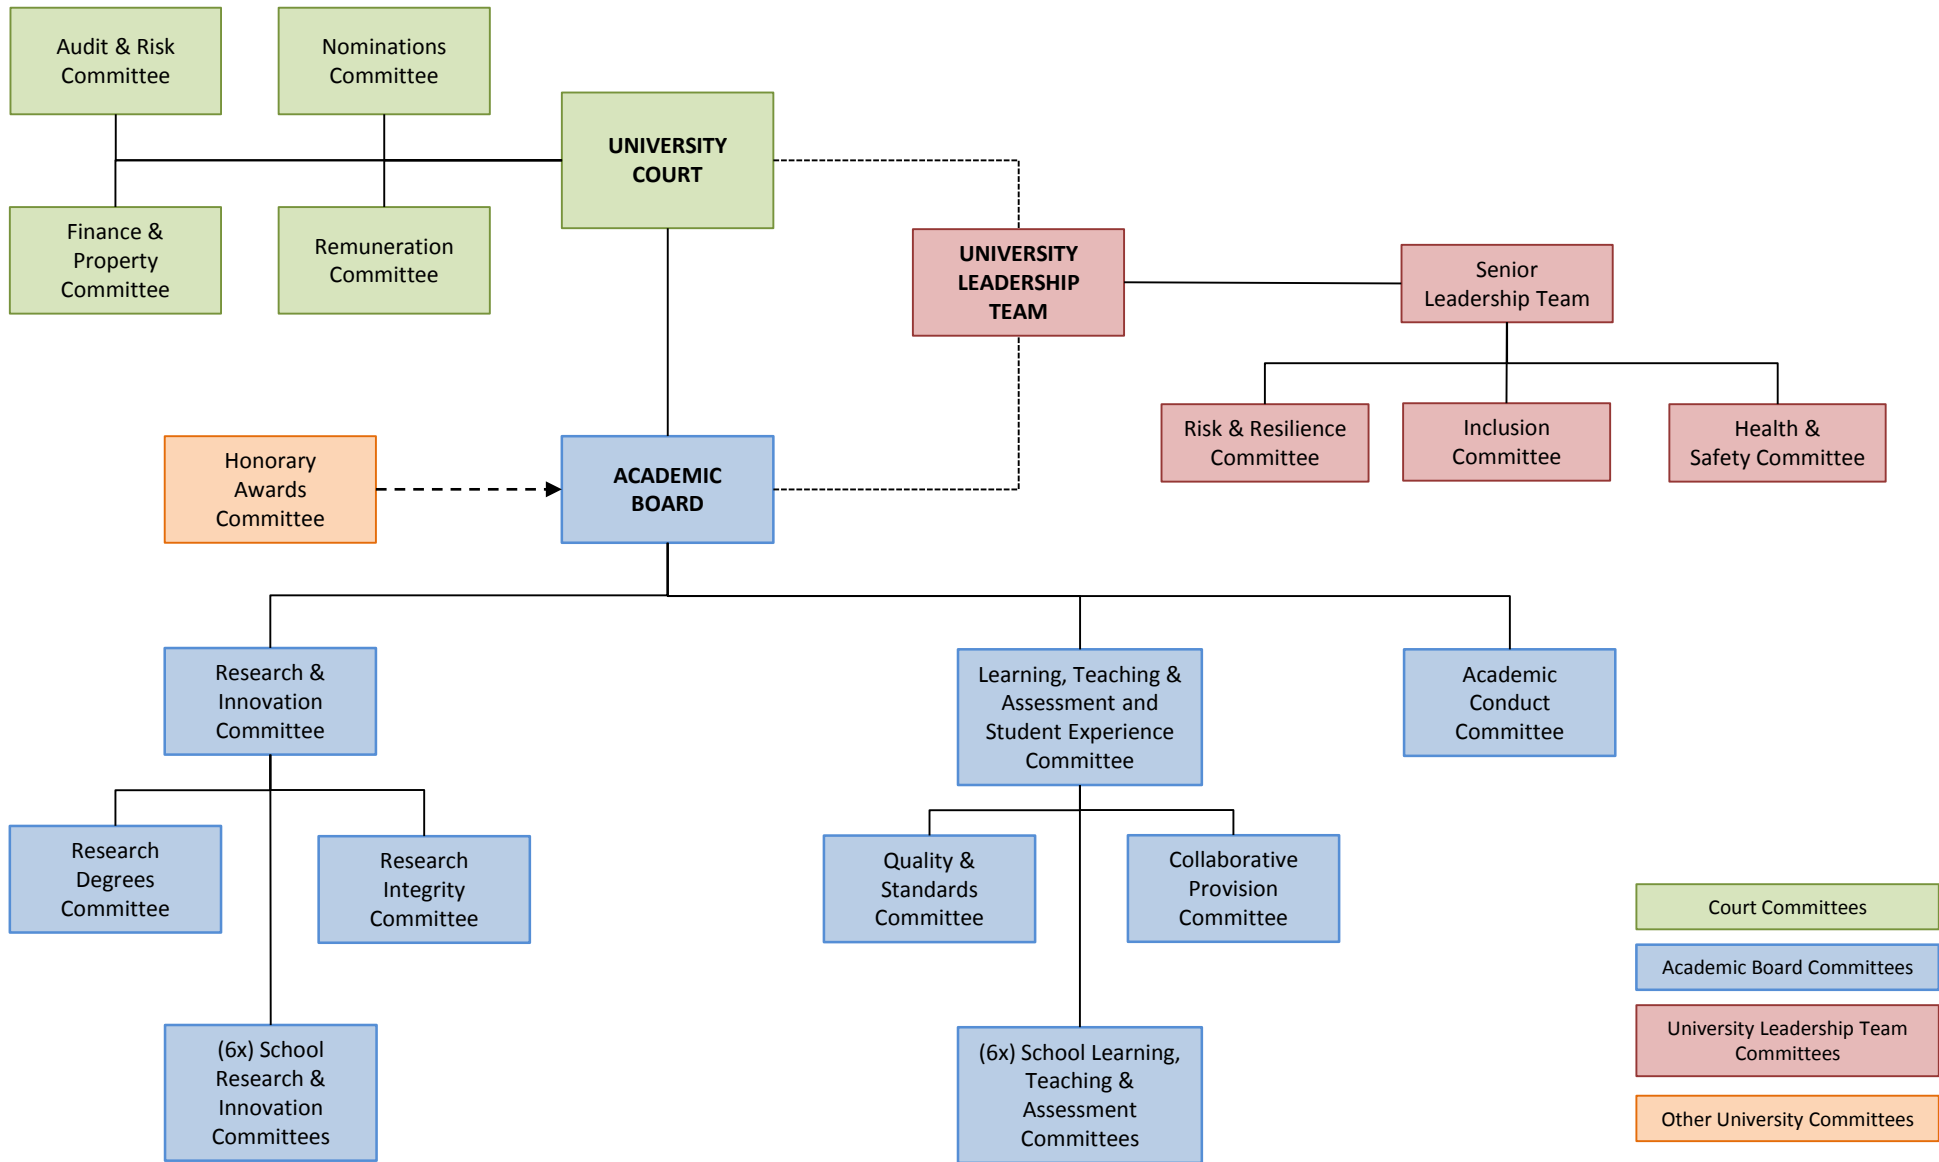 Audit & Risk
Committee
Nominations
Committee
UNIVERSITY
COURT
Finance &
Property
Committee
Remuneration
Committee
UNIVERSITY
LEADERSHIP
TEAM
Senior
Leadership Team
Risk & Resilience
Committee
Inclusion
Committee
Health &
Safety Committee
Honorary
Awards
Committee
ACADEMIC
BOARD
Research &
Innovation
Committee
Learning, Teaching &
Assessment and
Student Experience
Committee
Academic
Conduct
Committee
Research
Degrees
Committee
Research
Integrity
Committee
Quality &
Standards
Committee
Collaborative
Provision
Committee
(6x) School
Research &
Innovation
Committees
(6x) School Learning,
Teaching &
Assessment
Committees
Court Committees
Academic Board Committees
University Leadership Team
Committees
Other University Committees